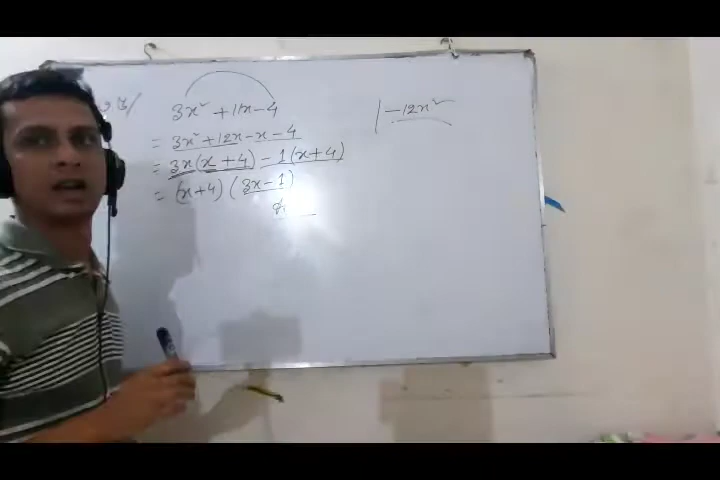 3x² + 11x - 4
= 3x² + 12x - x - 4
= 3x(x + 4) - 1(x + 4)
= (x + 4)(3x - 1)
| -12x²